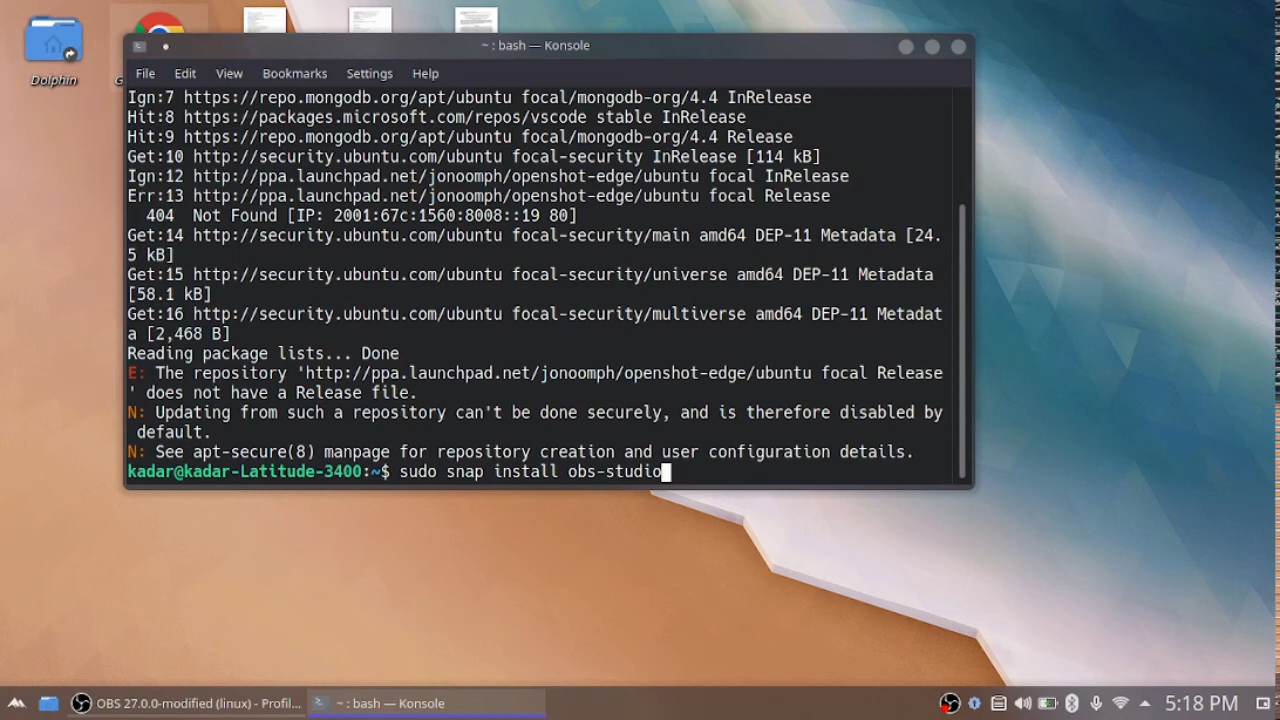 ~ : bash — Konsole
File Edit View Bookmarks Settings Help
Ign:7 https://repo.mongodb.org/apt/ubuntu focal/mongodb-org/4.4 InRelease
Hit:8 https://packages.microsoft.com/repos/vscode stable InRelease
Hit:9 https://repo.mongodb.org/apt/ubuntu focal/mongodb-org/4.4 Release
Get:10 http://security.ubuntu.com/ubuntu focal-security InRelease [114 kB]
Ign:12 http://ppa.launchpad.net/jonoomph/openshot-edge/ubuntu focal InRelease
Err:13 http://ppa.launchpad.net/jonoomph/openshot-edge/ubuntu focal Release
404 Not Found [IP: 2001:67c:1560:8008::19 80]
Get:14 http://security.ubuntu.com/ubuntu focal-security/main amd64 DEP-11 Metadata [24.
5 kB]
Get:15 http://security.ubuntu.com/ubuntu focal-security/universe amd64 DEP-11 Metadata
[58.1 kB]
Get:16 http://security.ubuntu.com/ubuntu focal-security/multiverse amd64 DEP-11 Metadat
a [2,468 B]
Reading package lists... Done
E: The repository 'http://ppa.launchpad.net/jonoomph/openshot-edge/ubuntu focal Release
' does not have a Release file.
N: Updating from such a repository can't be done securely, and is therefore disabled by
default.
N: See apt-secure(8) manpage for repository creation and user configuration details.
kadar@kadar-Latitude-3400:~$ sudo snap install obs-studio
Dolphin
OBS 27.0.0-modified (linux) - Profil...
~ : bash — Konsole
5:18 PM